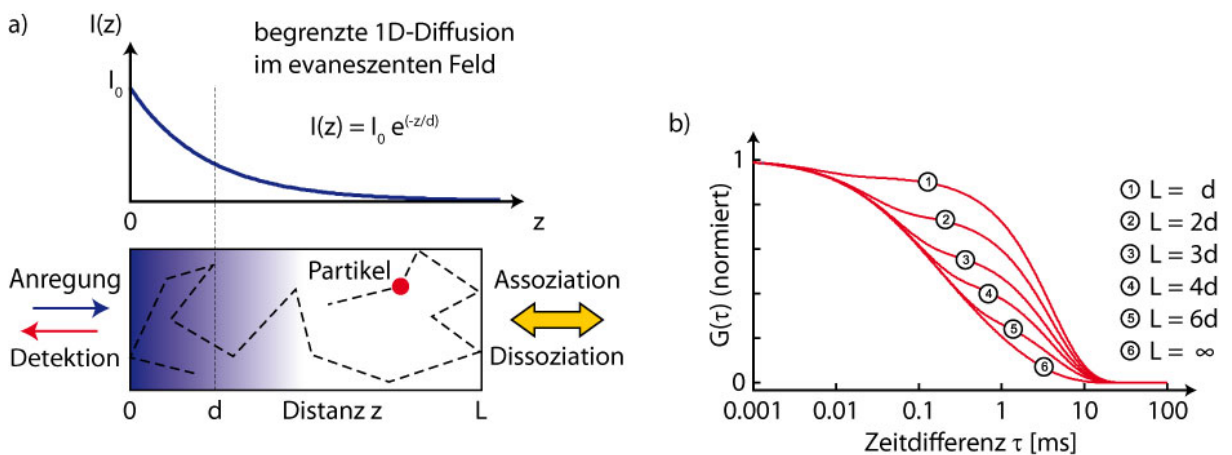 a)
I(z)
I₀
begrenzte 1D-Diffusion
im evaneszenten Feld
I(z) = I₀ e^(-z/d)
0
z
Anregung
Detektion
Partikel
Assoziation
Dissoziation
0
d
Distanz z
L
b)
G(τ) (normiert)
1
0
0.001
0.01
0.1
1
10
100
Zeitdifferenz τ [ms]
①
②
③
④
⑤
⑥
① L = d
② L = 2d
③ L = 3d
④ L = 4d
⑤ L = 6d
⑥ L = ∞